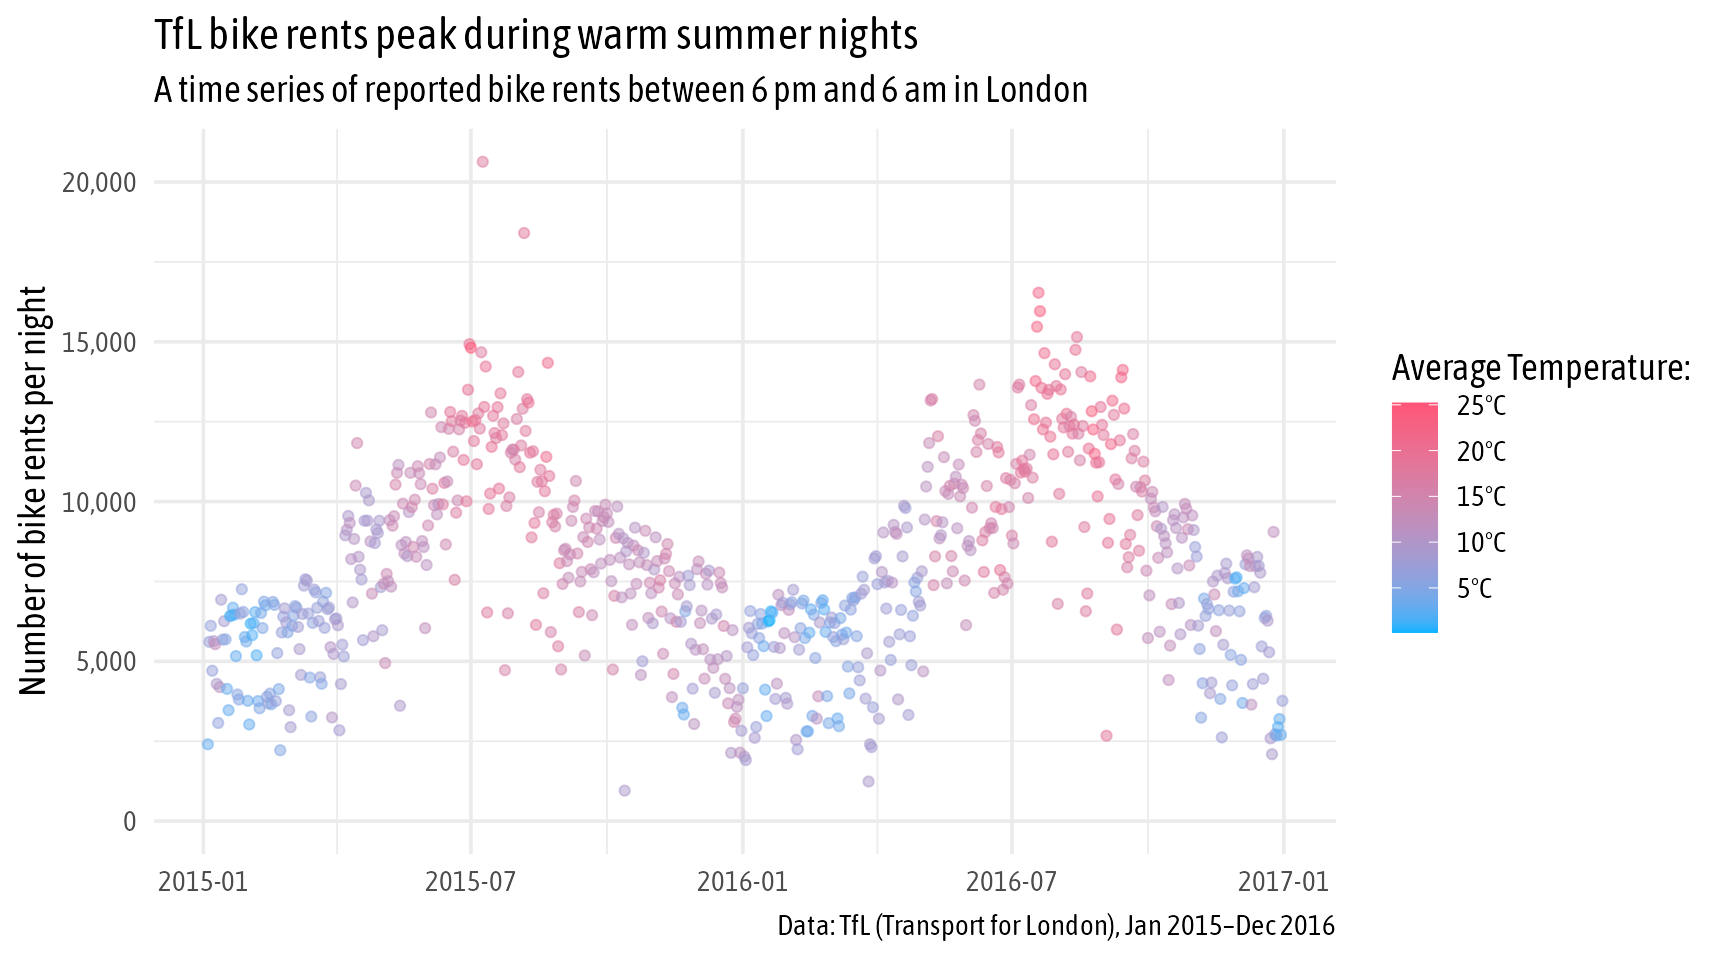 TfL bike rents peak during warm summer nights
A time series of reported bike rents between 6 pm and 6 am in London
Number of bike rents per night
20,000
15,000
10,000
5,000
0
2015-01
2015-07
2016-01
2016-07
2017-01
Average Temperature:
25°C
20°C
15°C
10°C
5°C
Data: TfL (Transport for London), Jan 2015–Dec 2016